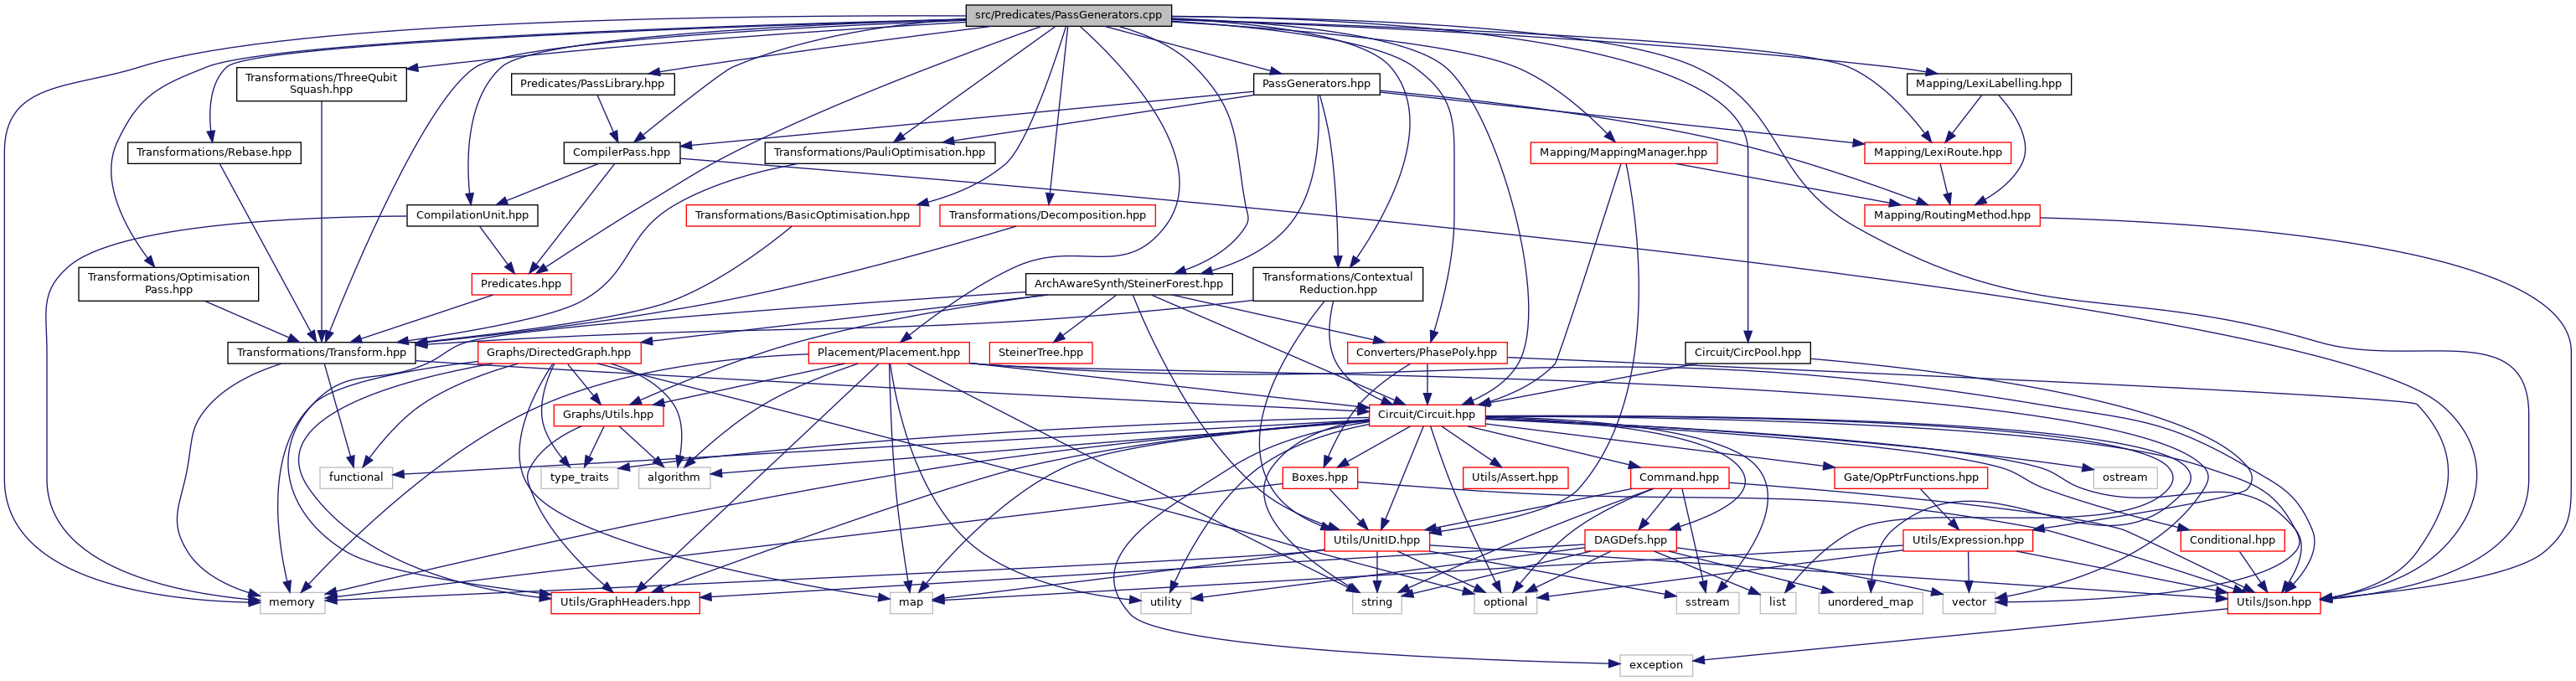 src/Predicates/PassGenerators.cpp
Transformations/ThreeQubit
Squash.hpp
Predicates/PassLibrary.hpp
PassGenerators.hpp
Mapping/LexiLabelling.hpp
Transformations/Rebase.hpp
CompilerPass.hpp
Transformations/PauliOptimisation.hpp
Mapping/MappingManager.hpp
Mapping/LexiRoute.hpp
CompilationUnit.hpp
Transformations/BasicOptimisation.hpp
Transformations/Decomposition.hpp
Mapping/RoutingMethod.hpp
Transformations/Optimisation
Pass.hpp
Predicates.hpp
ArchAwareSynth/SteinerForest.hpp
Transformations/Contextual
Reduction.hpp
Transformations/Transform.hpp
Graphs/DirectedGraph.hpp
Placement/Placement.hpp
SteinerTree.hpp
Converters/PhasePoly.hpp
Circuit/CircPool.hpp
Graphs/Utils.hpp
Circuit/Circuit.hpp
functional
type_traits
algorithm
Boxes.hpp
Utils/Assert.hpp
Command.hpp
Gate/OpPtrFunctions.hpp
ostream
Utils/UnitID.hpp
DAGDefs.hpp
Utils/Expression.hpp
Conditional.hpp
memory
Utils/GraphHeaders.hpp
map
utility
string
optional
sstream
list
unordered_map
vector
Utils/Json.hpp
exception